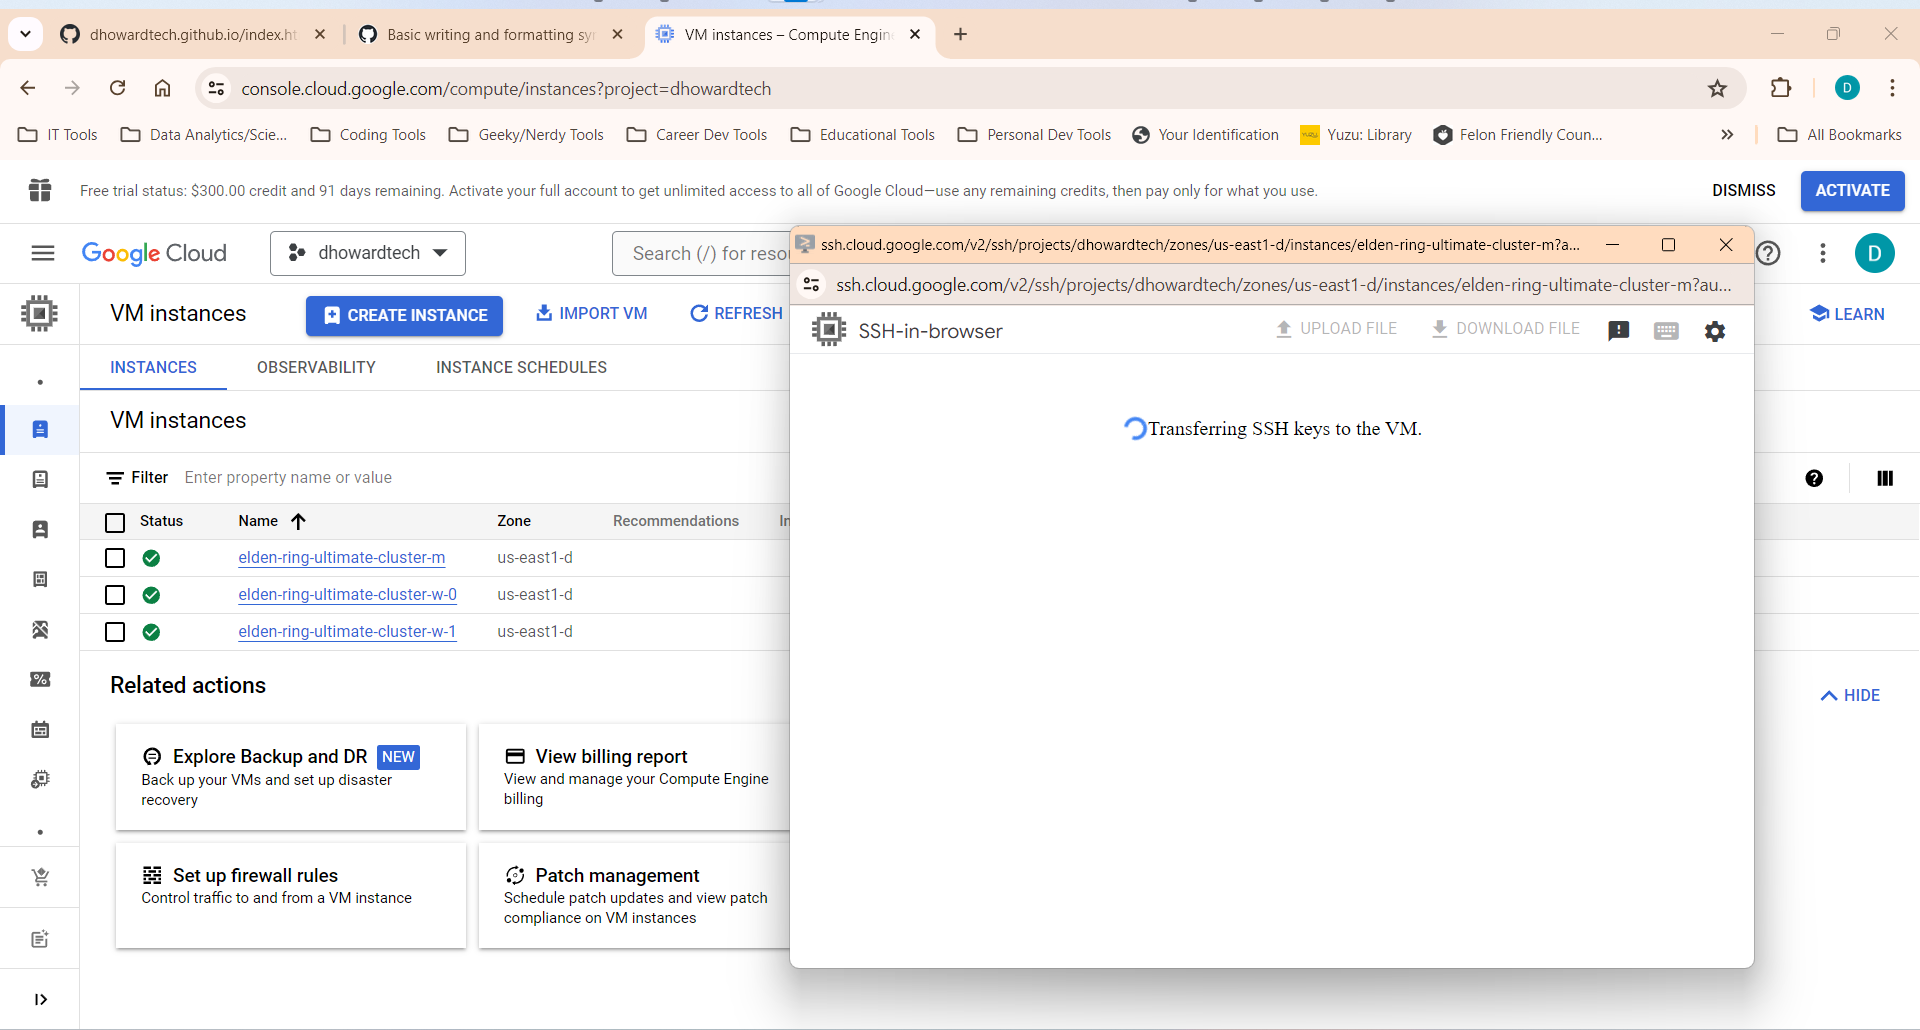 dhowardtech.github.io/index.ht
Basic writing and formatting syn
VM instances – Compute Engin
console.cloud.google.com/compute/instances?project=dhowardtech
D
IT Tools
Data Analytics/Scie...
Coding Tools
Geeky/Nerdy Tools
Career Dev Tools
Educational Tools
Personal Dev Tools
Your Identification
Yuzu: Library
Felon Friendly Coun...
All Bookmarks
Free trial status: $300.00 credit and 91 days remaining. Activate your full account to get unlimited access to all of Google Cloud—use any remaining credits, then pay only for what you use.
DISMISS
ACTIVATE
Google Cloud
dhowardtech
Search (/) for resou
D
ssh.cloud.google.com/v2/ssh/projects/dhowardtech/zones/us-east1-d/instances/elden-ring-ultimate-cluster-m?a...
ssh.cloud.google.com/v2/ssh/projects/dhowardtech/zones/us-east1-d/instances/elden-ring-ultimate-cluster-m?au...
SSH-in-browser
UPLOAD FILE
DOWNLOAD FILE
Transferring SSH keys to the VM.
VM instances
CREATE INSTANCE
IMPORT VM
REFRESH
LEARN
INSTANCES
OBSERVABILITY
INSTANCE SCHEDULES
VM instances
Filter
Enter property name or value
Status
Name
Zone
Recommendations
In
elden-ring-ultimate-cluster-m
us-east1-d
elden-ring-ultimate-cluster-w-0
us-east1-d
elden-ring-ultimate-cluster-w-1
us-east1-d
Related actions
HIDE
Explore Backup and DR
NEW
Back up your VMs and set up disaster
recovery
View billing report
View and manage your Compute Engine
billing
Set up firewall rules
Control traffic to and from a VM instance
Patch management
Schedule patch updates and view patch
compliance on VM instances